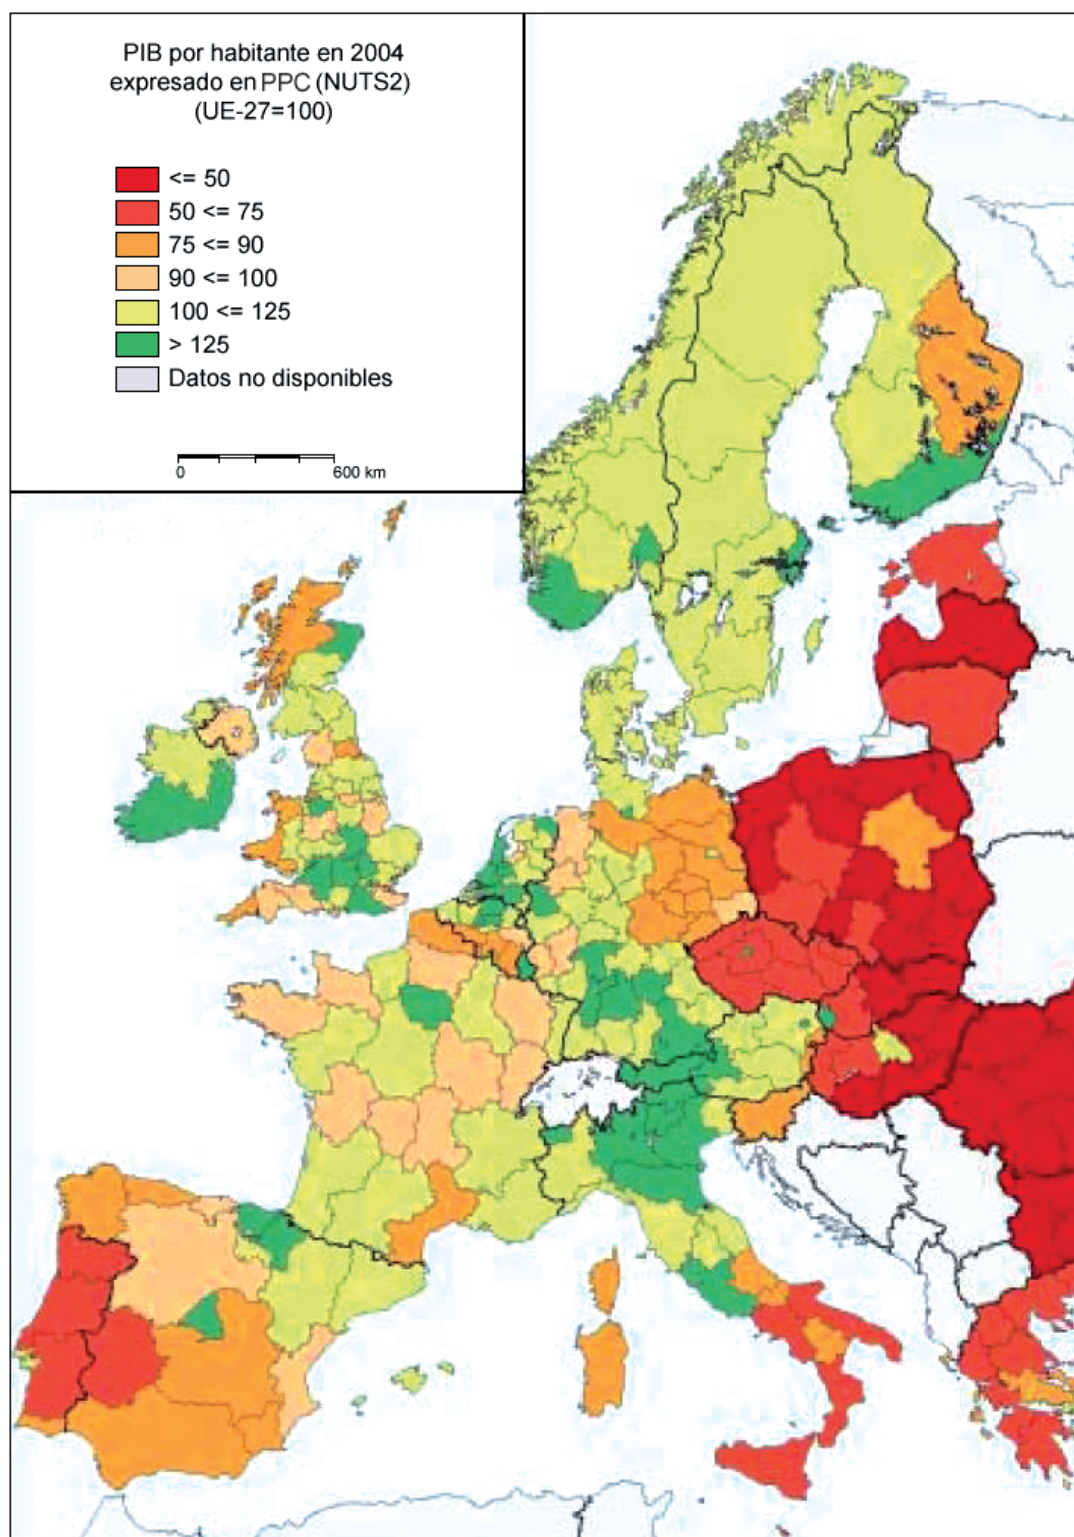 PIB por habitante en 2004
expresado en PPC (NUTS2)
(UE-27=100)
<= 50
50 <= 75
75 <= 90
90 <= 100
100 <= 125
> 125
Datos no disponibles
0 600 km